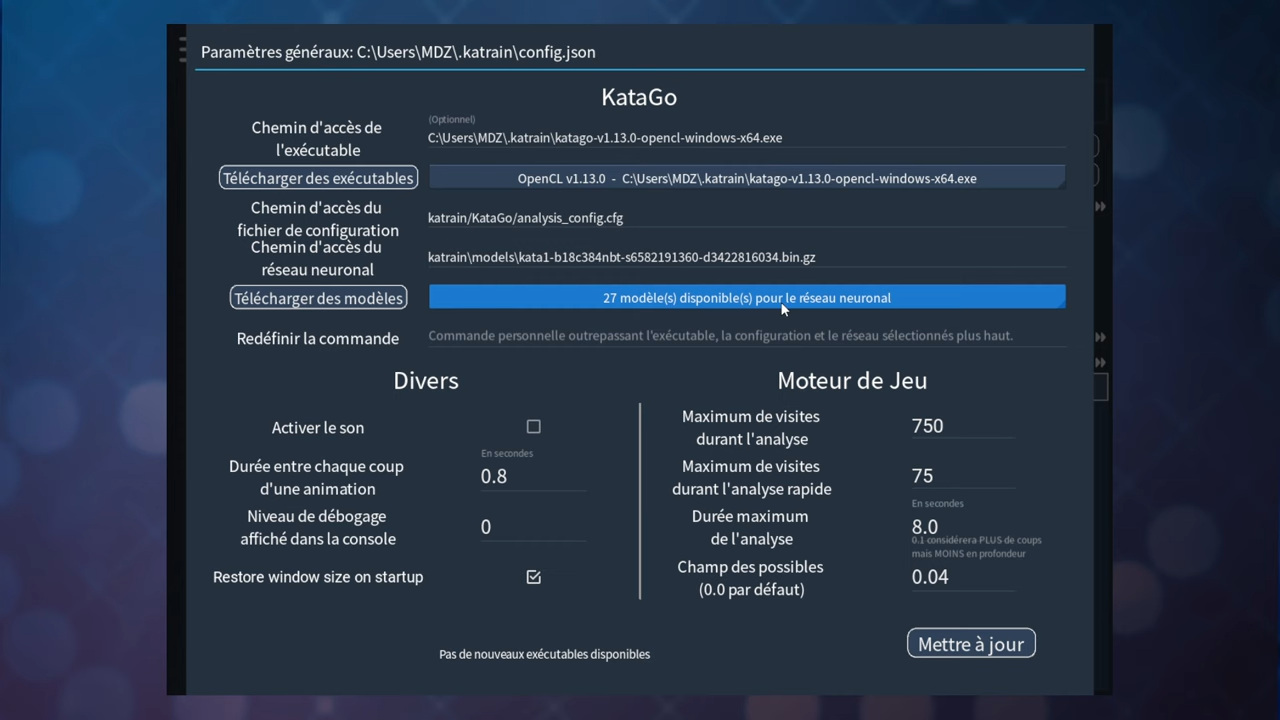 Paramètres généraux: C:\Users\MDZ\.katrain\config.json
KataGo
Chemin d'accès de
l'exécutable
(Optionnel)
C:\Users\MDZ\.katrain\katago-v1.13.0-opencl-windows-x64.exe
Télécharger des exécutables
OpenCL v1.13.0 - C:\Users\MDZ\.katrain\katago-v1.13.0-opencl-windows-x64.exe
Chemin d'accès du
fichier de configuration
katrain/KataGo/analysis_config.cfg
Chemin d'accès du
réseau neuronal
katrain\models\kata1-b18c384nbt-s6582191360-d3422816034.bin.gz
Télécharger des modèles
27 modèle(s) disponible(s) pour le réseau neuronal
Redéfinir la commande
Commande personnelle outrepassant l'exécutable, la configuration et le réseau sélectionnés plus haut.
Divers
Activer le son
Durée entre chaque coup
d'une animation
En secondes
0.8
Niveau de débogage
affiché dans la console
0
Restore window size on startup
Moteur de Jeu
Maximum de visites
durant l'analyse
750
Maximum de visites
durant l'analyse rapide
75
Durée maximum
de l'analyse
En secondes
8.0
Champ des possibles
(0.0 par défaut)
0.1 considérera PLUS de coups
mais MOINS en profondeur
0.04
Pas de nouveaux exécutables disponibles
Mettre à jour